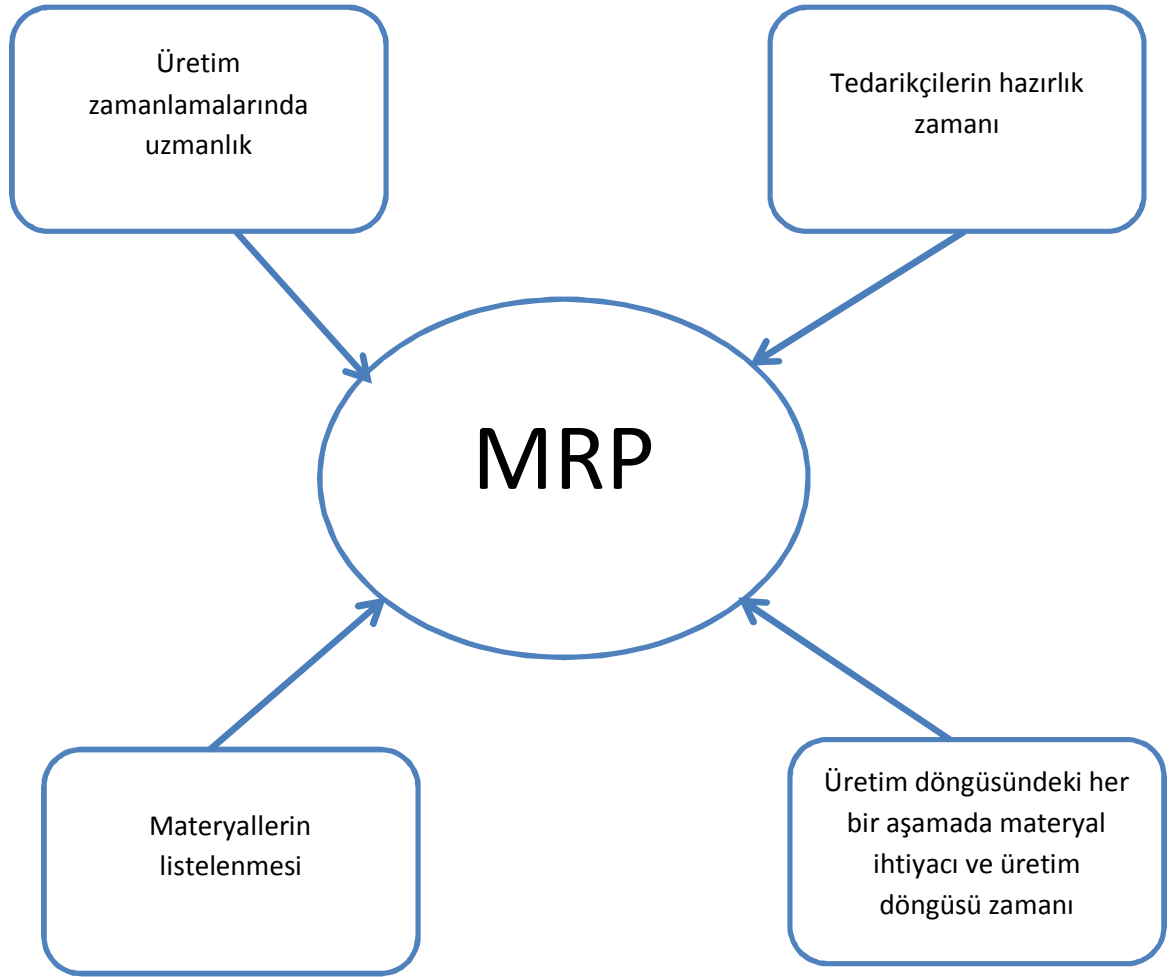 Üretim
zamanlamalarında
uzmanlık
Tedarikçilerin hazırlık
zamanı
MRP
Materyallerin
listelenmesi
Üretim döngüsündeki her
bir aşamada materyal
ihtiyacı ve üretim
döngüsü zamanı